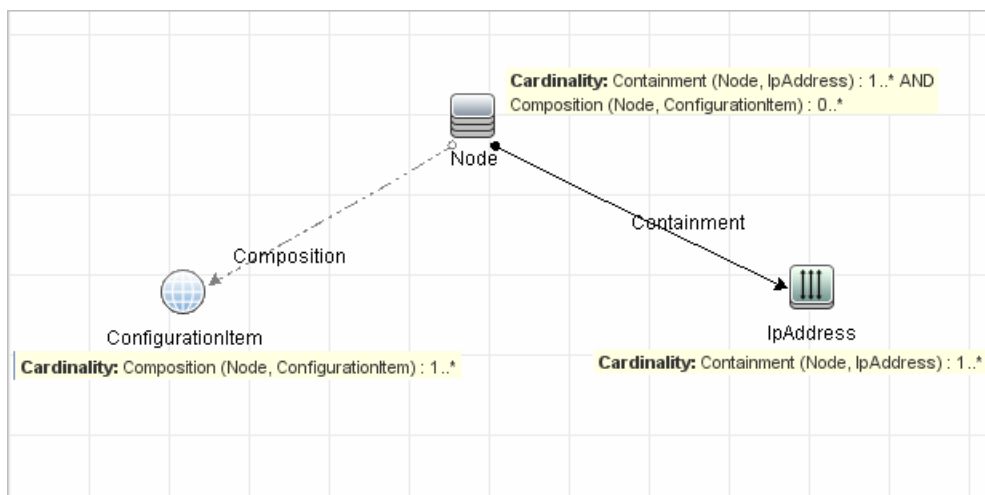 Cardinality: Containment (Node, IpAddress) : 1..* AND
Composition (Node, ConfigurationItem) : 0..*
Node
Containment
Composition
ConfigurationItem
IpAddress
Cardinality: Composition (Node, ConfigurationItem) : 1..*
Cardinality: Containment (Node, IpAddress) : 1..*